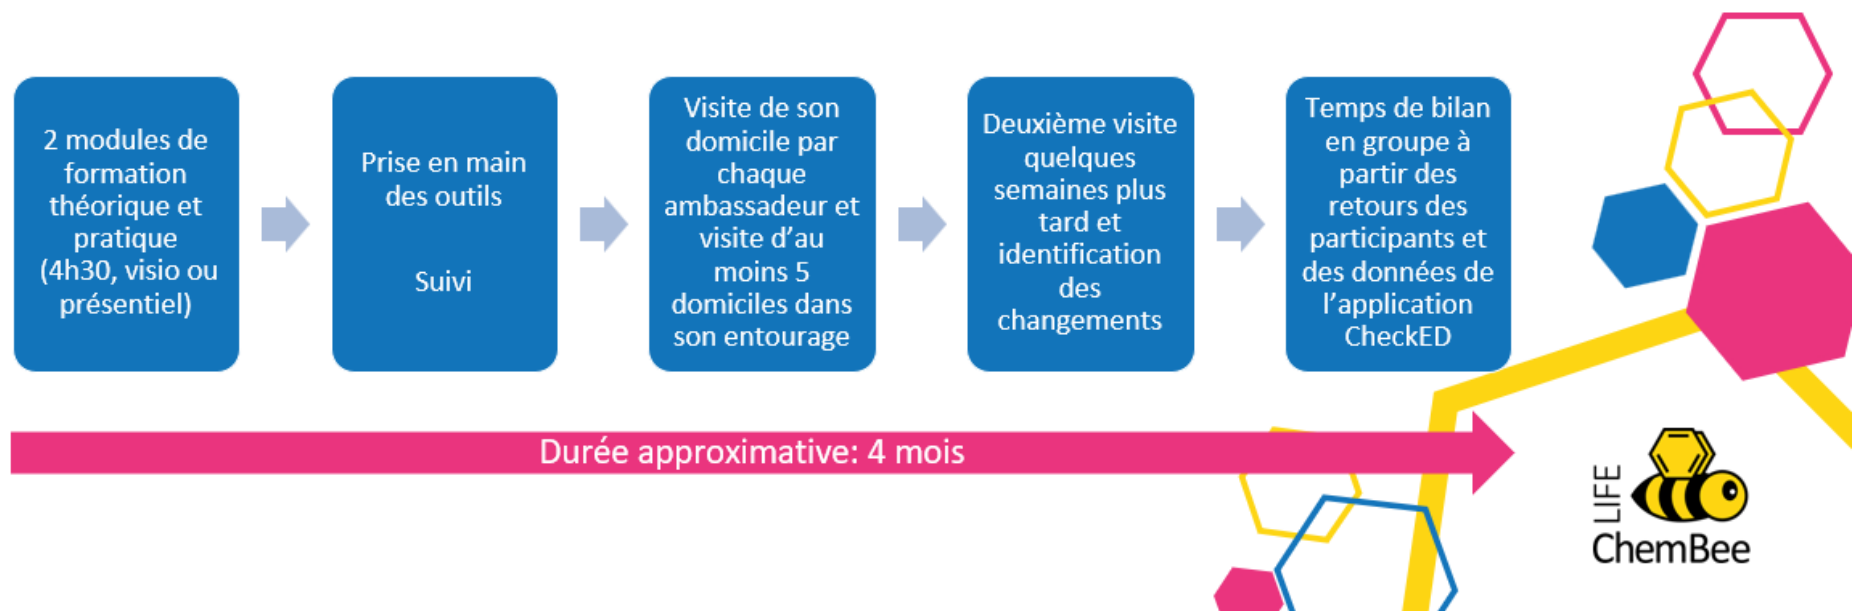 2 modules de
formation
théorique et
pratique
(4h30, visio ou
présentiel)
Prise en main
des outils
Suivi
Visite de son
domicile par
chaque
ambassadeur et
visite d'au
moins 5
domiciles dans
son entourage
Deuxième visite
quelques
semaines plus
tard et
identification
des
changements
Temps de bilan
en groupe à
partir des
retours des
participants et
des données de
l'application
CheckED
Durée approximative: 4 mois
LIFE
ChemBee